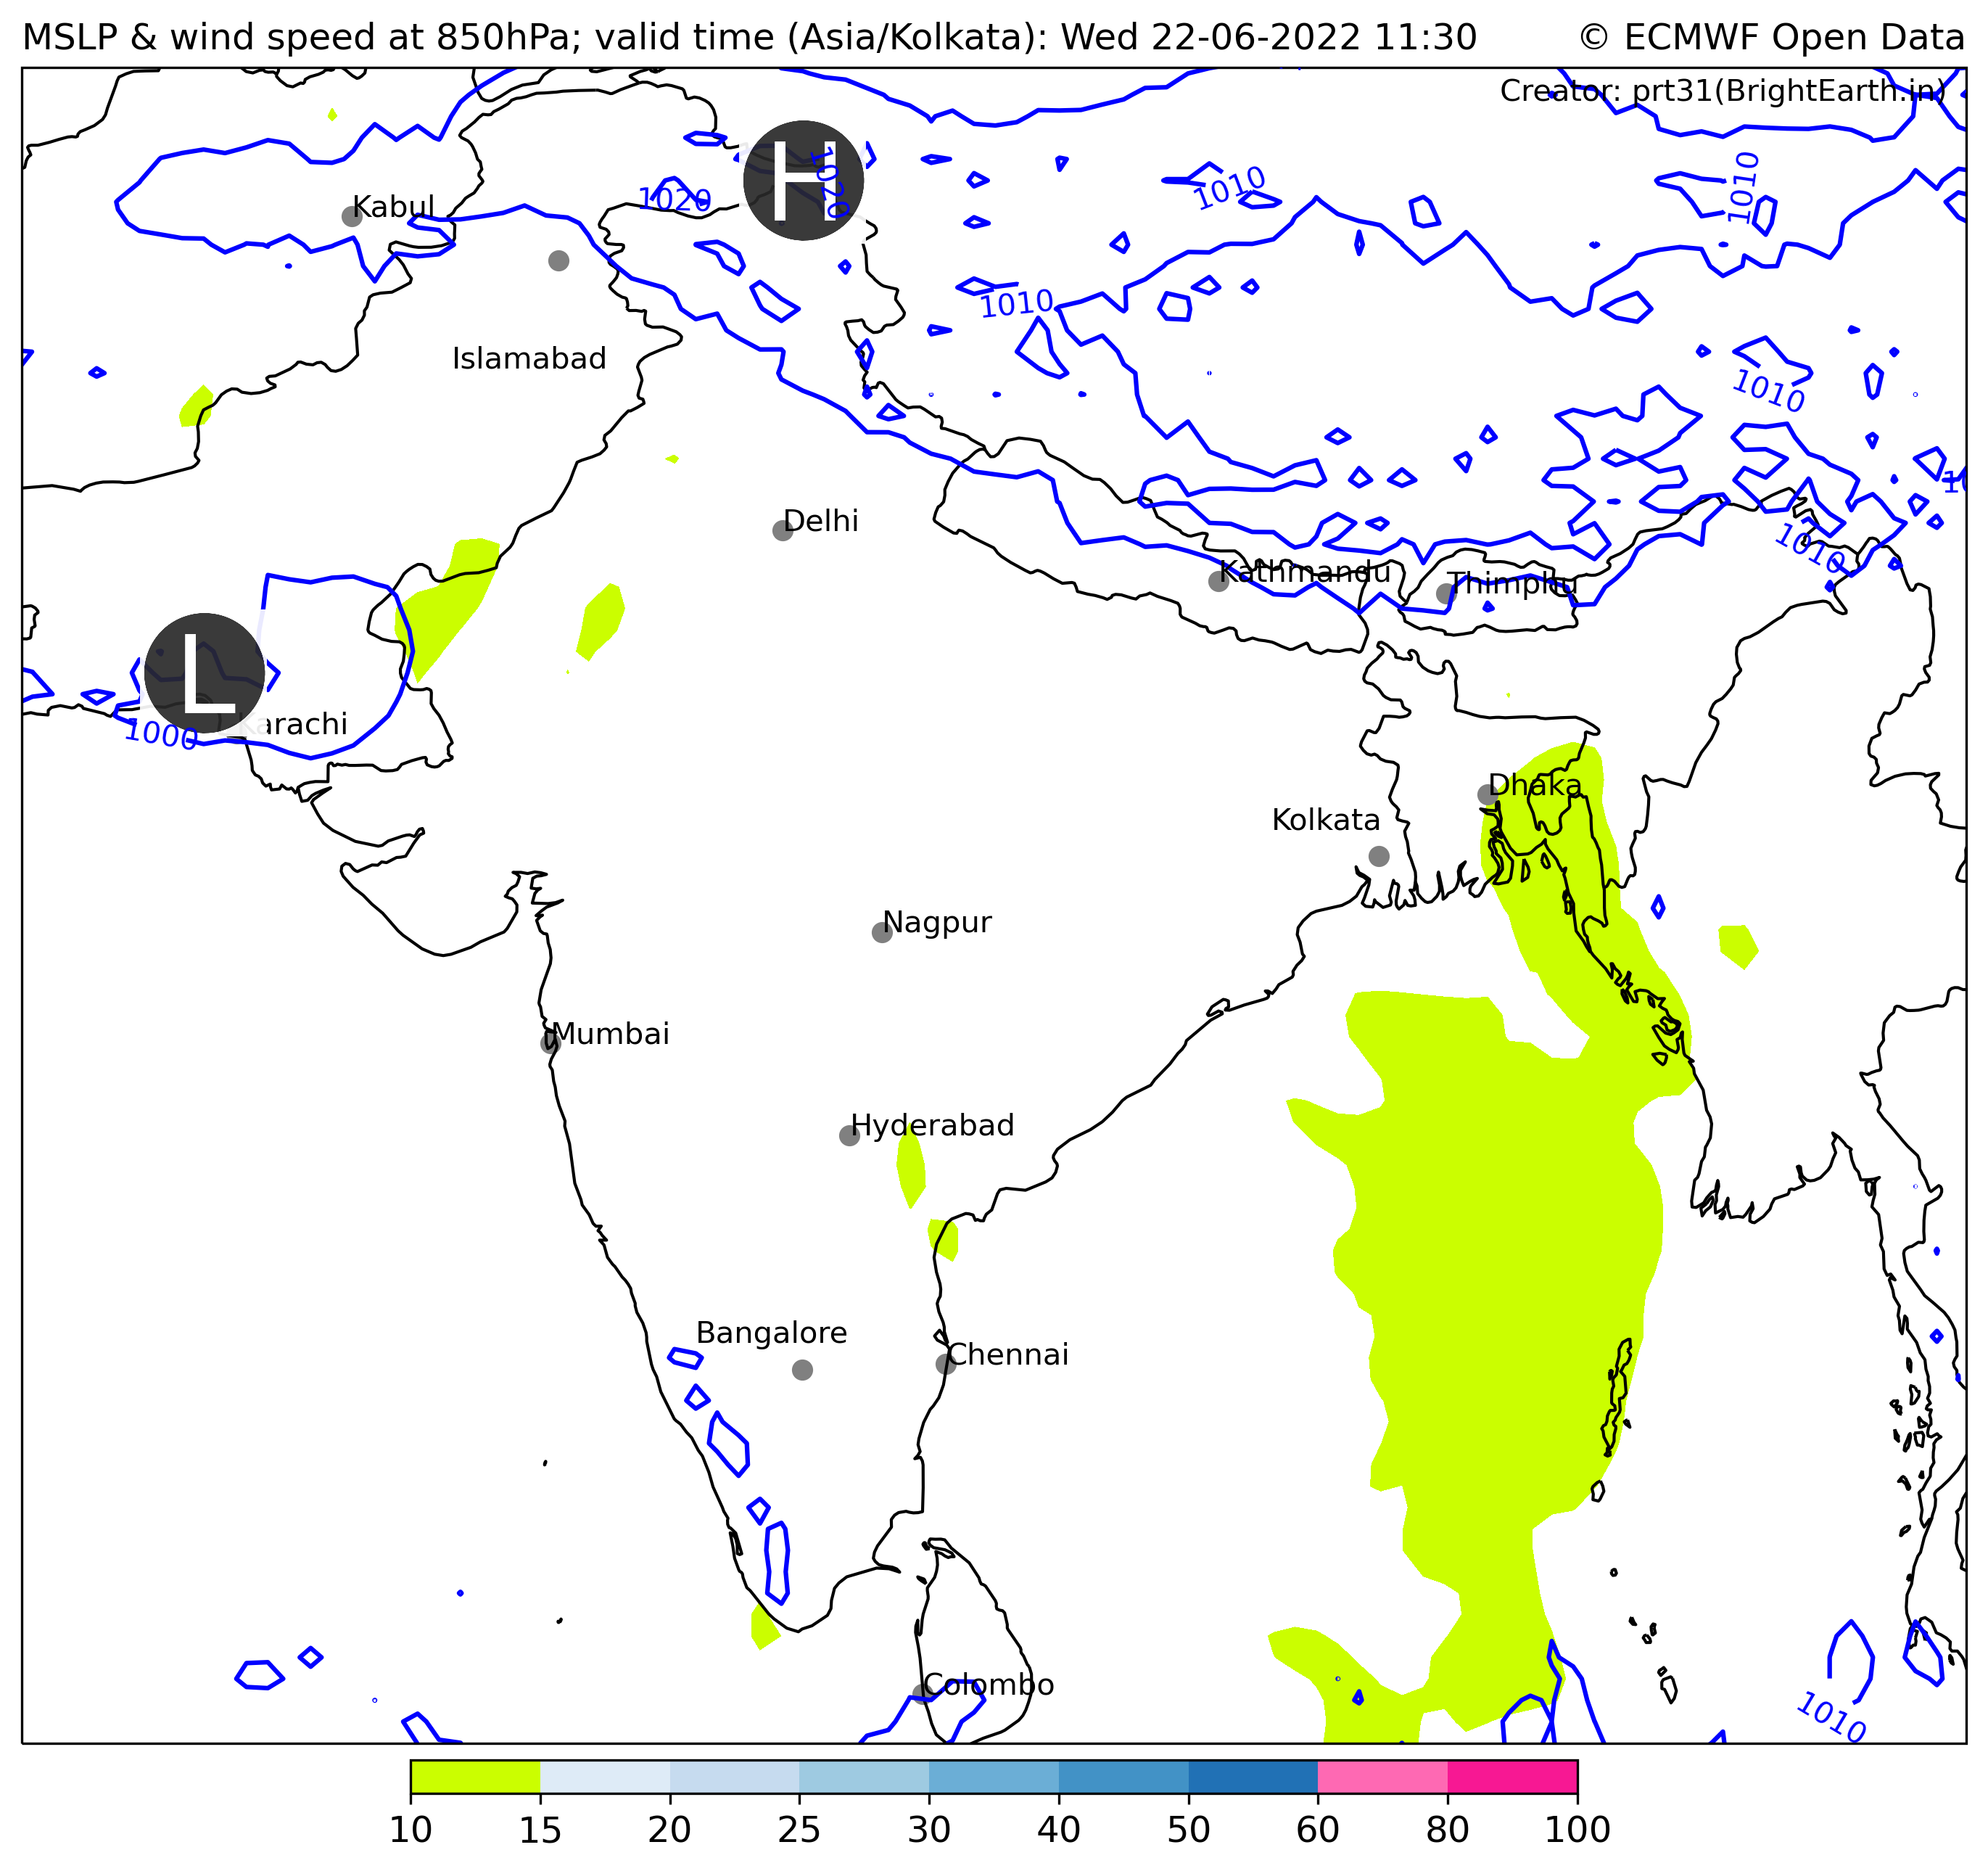 MSLP & wind speed at 850hPa; valid time (Asia/Kolkata): Wed 22-06-2022 11:30
© ECMWF Open Data
Creator: prt31(BrightEarth.in)
H
1020
1020
1010
1010
Kabul
1010
Islamabad
1010
Delhi
1010
Kathmandu
Thimphu
L
Karachi
1000
Dhaka
Kolkata
Nagpur
Mumbai
Hyderabad
Bangalore
Chennai
Colombo
1010
10 15 20 25 30 40 50 60 80 100